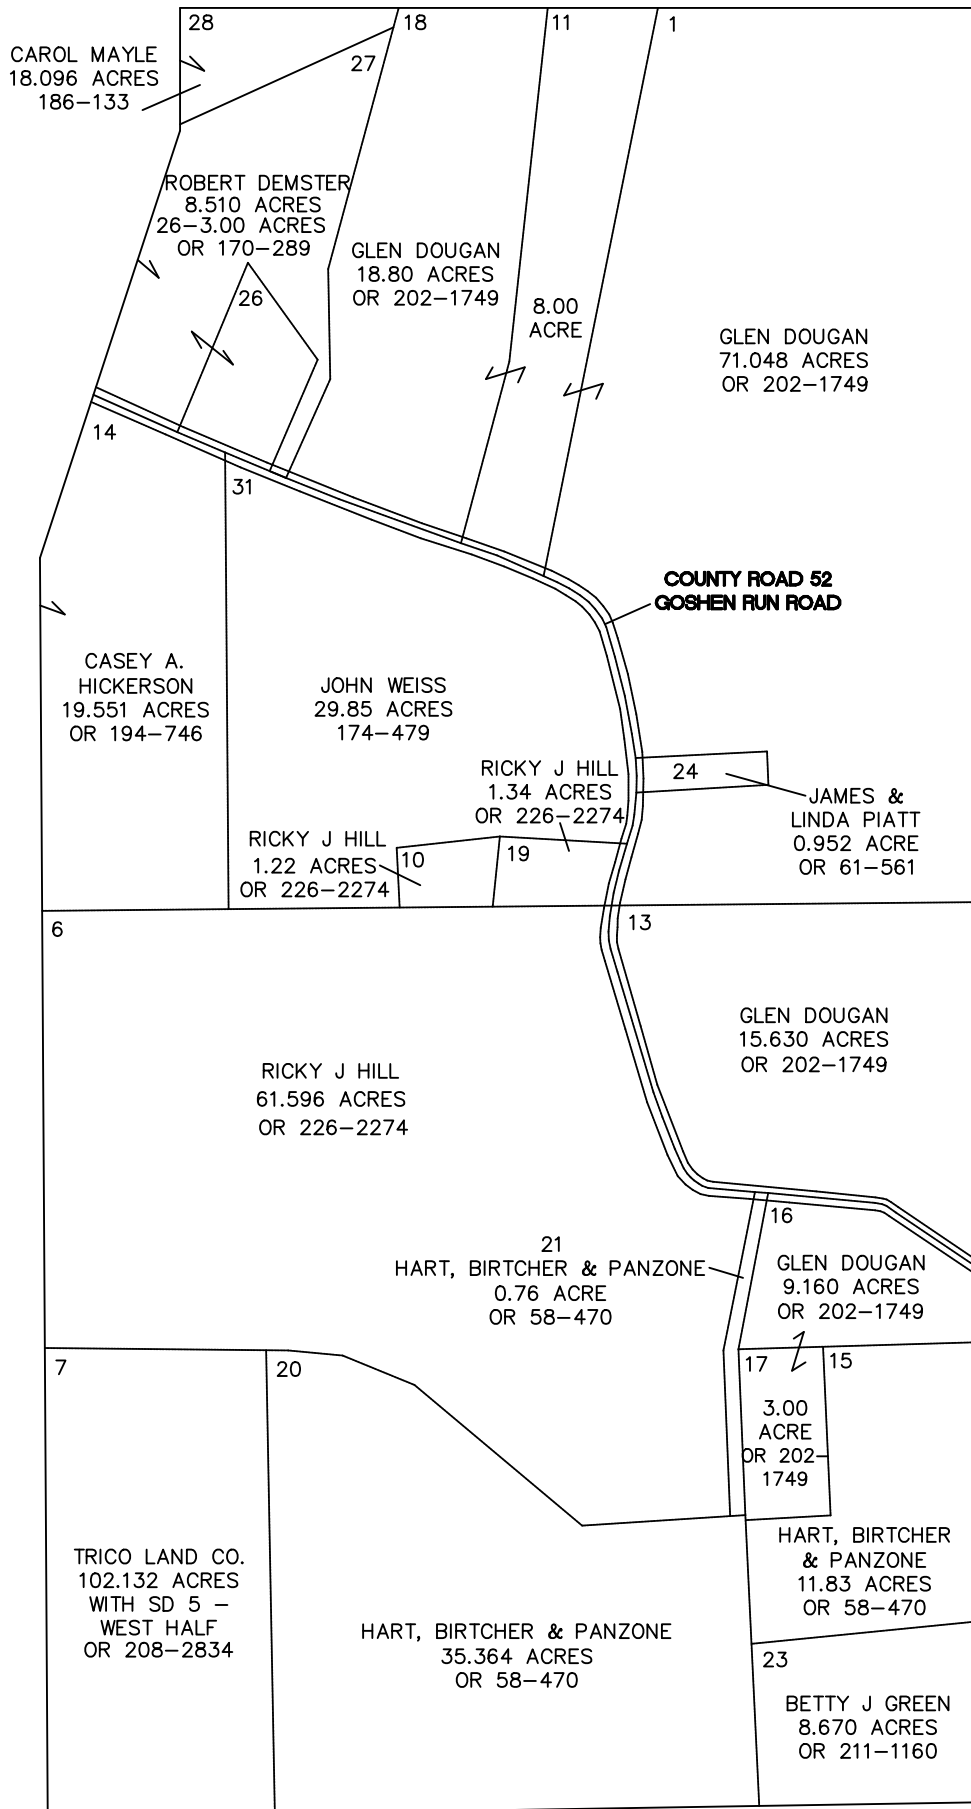 28
18
11
1
CAROL MAYLE
18.096 ACRES
186-133
27
ROBERT DEMSTER
8.510 ACRES
26-3.00 ACRES
OR 170-289
26
GLEN DOUGAN
18.80 ACRES
OR 202-1749
8.00
ACRE
GLEN DOUGAN
71.048 ACRES
OR 202-1749
14
31
COUNTY ROAD 52
GOSHEN RUN ROAD
CASEY A.
HICKERSON
19.551 ACRES
OR 194-746
JOHN WEISS
29.85 ACRES
174-479
RICKY J HILL
1.34 ACRES
OR 226-2274
24
JAMES &
LINDA PIATT
0.952 ACRE
OR 61-561
RICKY J HILL
1.22 ACRES
OR 226-2274
10
19
6
13
GLEN DOUGAN
15.630 ACRES
OR 202-1749
RICKY J HILL
61.596 ACRES
OR 226-2274
16
21
HART, BIRTCHER & PANZONE
0.76 ACRE
OR 58-470
GLEN DOUGAN
9.160 ACRES
OR 202-1749
7
20
17
15
3.00
ACRE
OR 202-
1749
TRICO LAND CO.
102.132 ACRES
WITH SD 5 -
WEST HALF
OR 208-2834
HART, BIRTCHER & PANZONE
35.364 ACRES
OR 58-470
HART, BIRTCHER
& PANZONE
11.83 ACRES
OR 58-470
23
BETTY J GREEN
8.670 ACRES
OR 211-1160